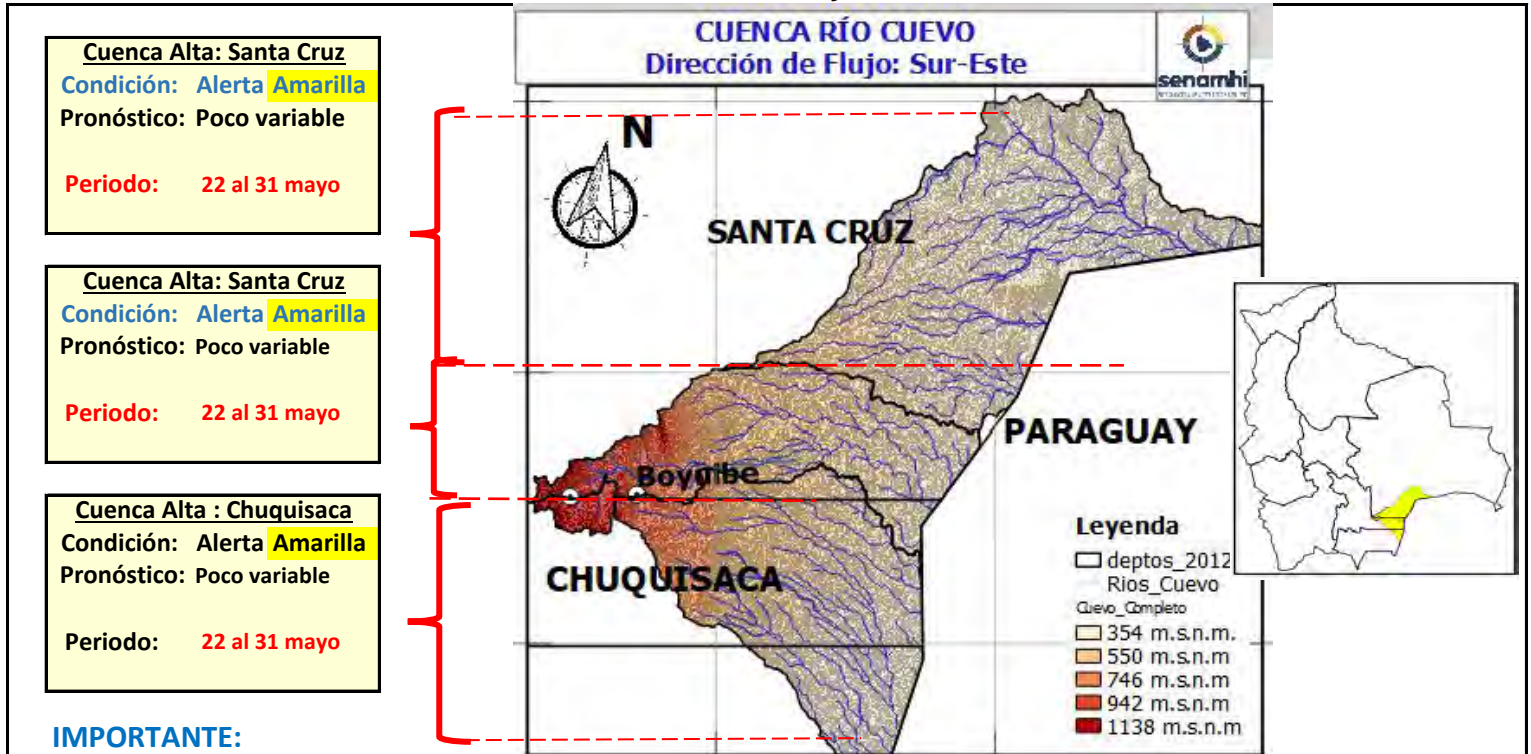 Cuenca Alta: Santa Cruz
Condición: Alerta Amarilla
Pronóstico: Poco variable
Periodo: 22 al 31 mayo
Cuenca Alta: Santa Cruz
Condición: Alerta Amarilla
Pronóstico: Poco variable
Periodo: 22 al 31 mayo
Cuenca Alta : Chuquisaca
Condición: Alerta Amarilla
Pronóstico: Poco variable
Periodo: 22 al 31 mayo
IMPORTANTE:
CUENCA RÍO CUEVO
Dirección de Flujo: Sur-Este
senamhi
N
SANTA CRUZ
PARAGUAY
Boyuibe
CHUQUISACA
Leyenda
deptos_2012
Rios_Cuevo
Cuevo_Completo
354 m.s.n.m.
550 m.s.n.m
746 m.s.n.m
942 m.s.n.m
1138 m.s.n.m